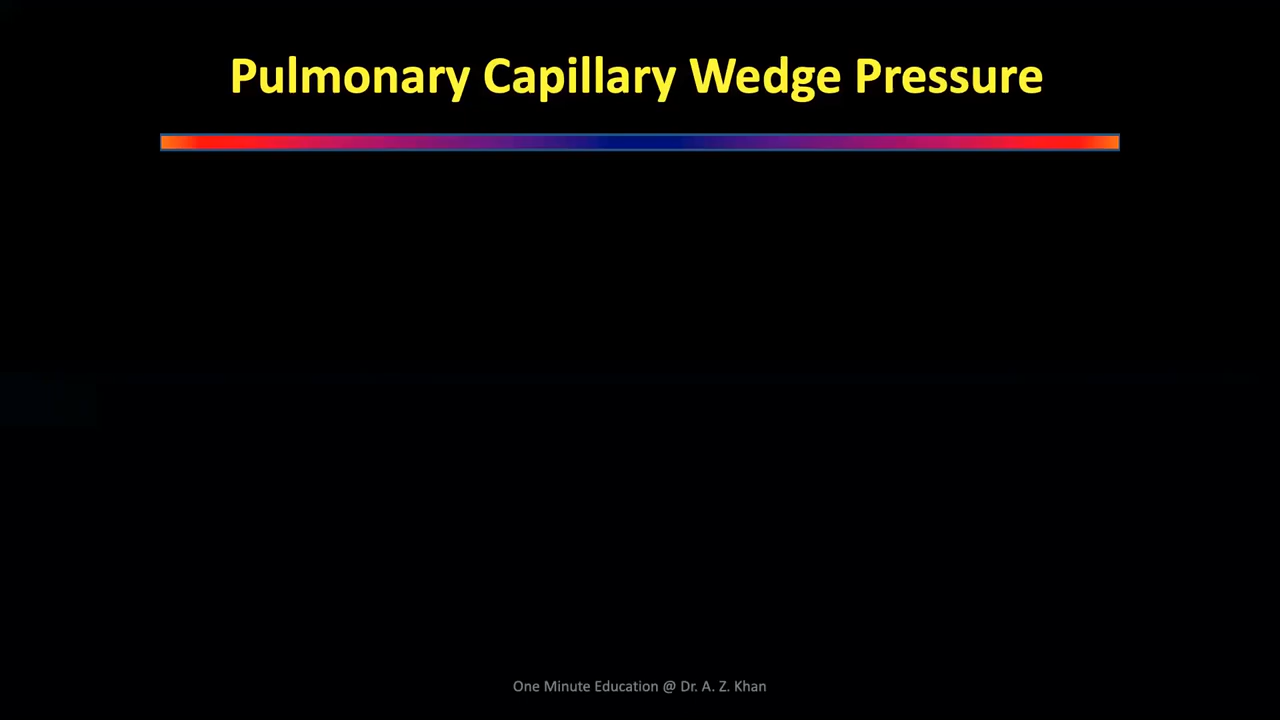 Pulmonary Capillary Wedge Pressure
One Minute Education @ Dr. A. Z. Khan